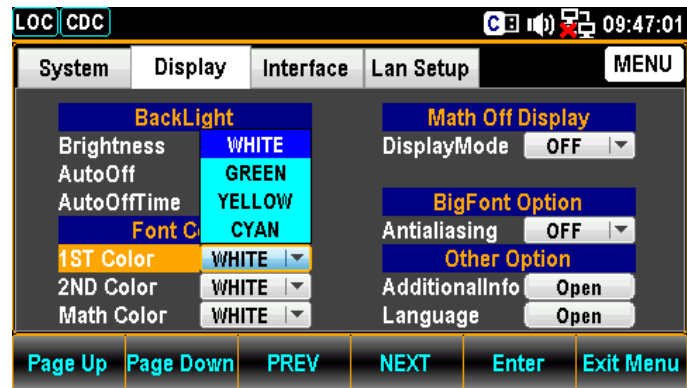 LOC CDC C 09:47:01
System Display Interface Lan Setup MENU
BackLight
Brightness
AutoOff
AutoOffTime
Font C
WHITE
GREEN
YELLOW
CYAN
1ST Color WHITE
2ND Color WHITE
Math Color WHITE
Math Off Display
DisplayMode OFF
BigFont Option
Antialiasing OFF
Other Option
AdditionalInfo Open
Language Open
Page Up Page Down PREV NEXT Enter Exit Menu